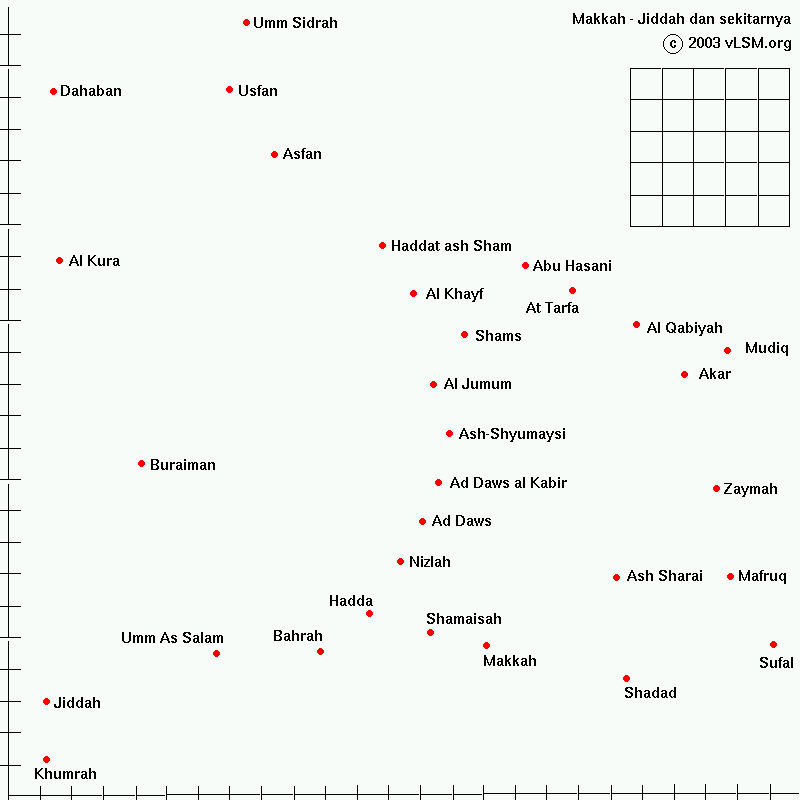 Umm Sidrah
Makkah - Jiddah dan sekitarnya
© 2003 vLSM.org
Dahaban
Usfan
Asfan
Haddat ash Sham
Al Kura
Abu Hasani
Al Khayf
At Tarfa
Al Qabiyah
Shams
Mudiq
Akar
Al Jumum
Ash-Shyumaysi
Buraiman
Ad Daws al Kabir
Zaymah
Ad Daws
Nizlah
Ash Sharai
Mafruq
Hadda
Shamaisah
Umm As Salam
Bahrah
Makkah
Sufal
Shadad
Jiddah
Khumrah